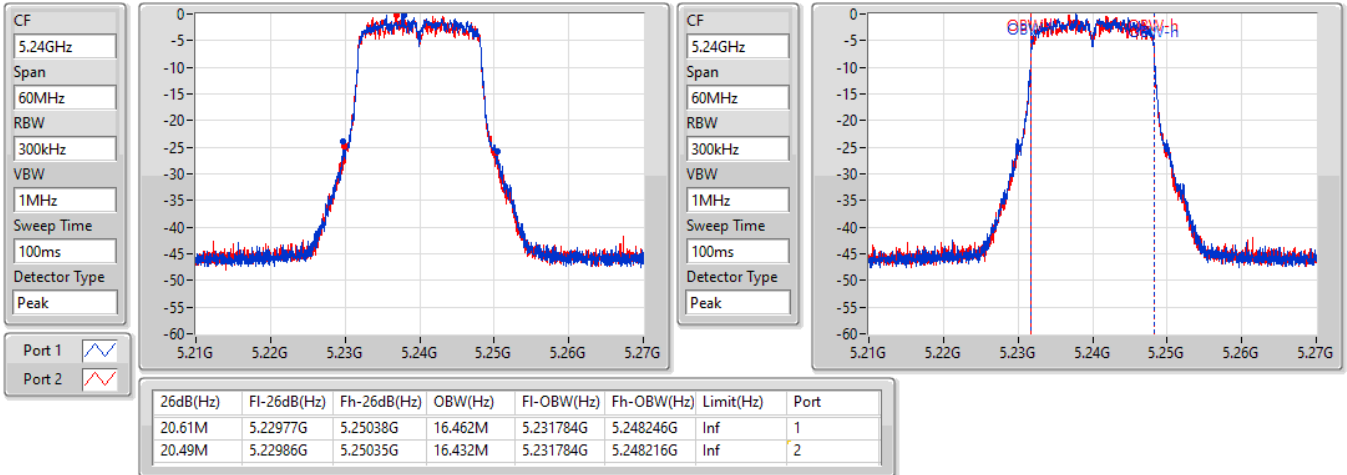 CF
5.24GHz
Span
60MHz
RBW
300kHz
VBW
1MHz
Sweep Time
100ms
Detector Type
Peak
Port 1
Port 2
0
-5
-10
-15
-20
-25
-30
-35
-40
-45
-50
-55
-60
5.21G 5.22G 5.23G 5.24G 5.25G 5.26G 5.27G
CF
5.24GHz
Span
60MHz
RBW
300kHz
VBW
1MHz
Sweep Time
100ms
Detector Type
Peak
0
-5
-10
-15
-20
-25
-30
-35
-40
-45
-50
-55
-60
OBW-h
5.21G 5.22G 5.23G 5.24G 5.25G 5.26G 5.27G
26dB(Hz) Fl-26dB(Hz) Fh-26dB(Hz) OBW(Hz) Fl-OBW(Hz) Fh-OBW(Hz) Limit(Hz) Port
20.61M 5.22977G 5.25038G 16.462M 5.231784G 5.248246G Inf 1
20.49M 5.22986G 5.25035G 16.432M 5.231784G 5.248216G Inf 2